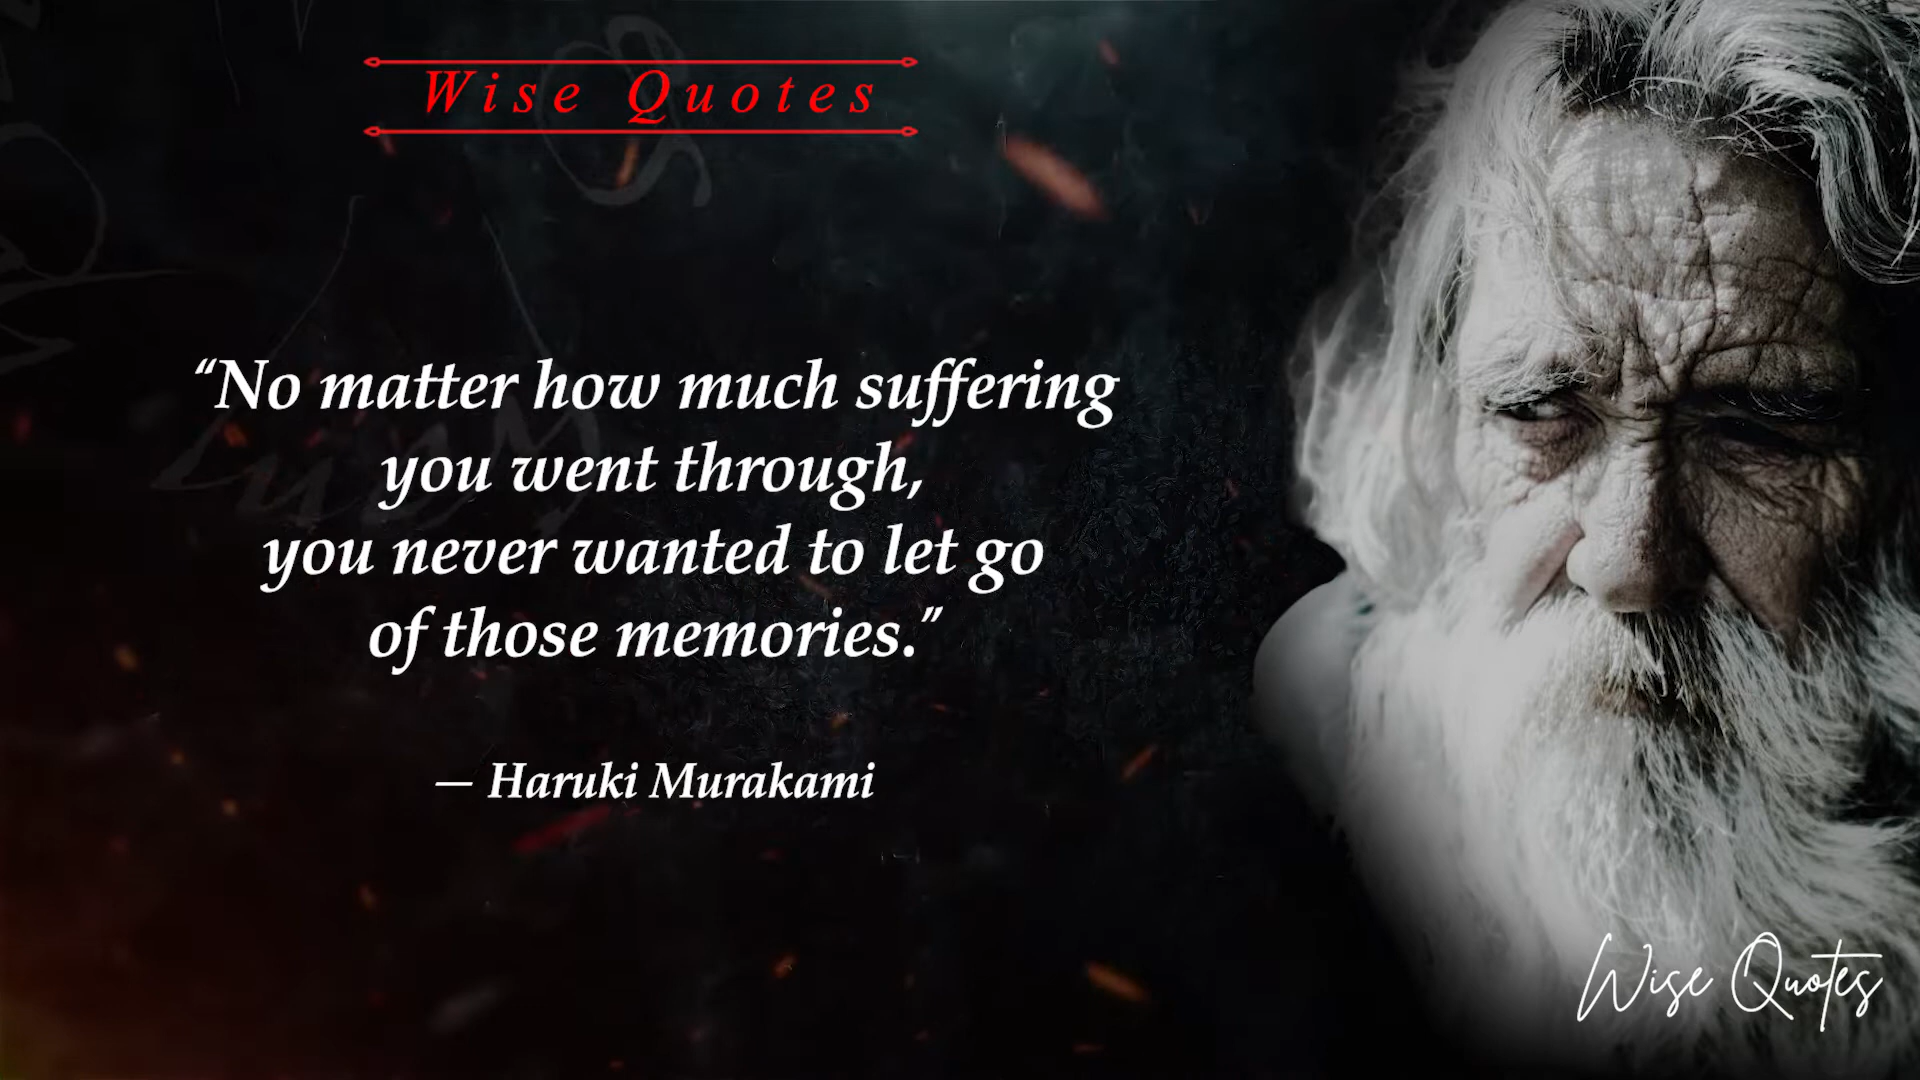 Wise Quotes
“No matter how much suffering
you went through,
you never wanted to let go
of those memories.”
— Haruki Murakami
Wise Quotes